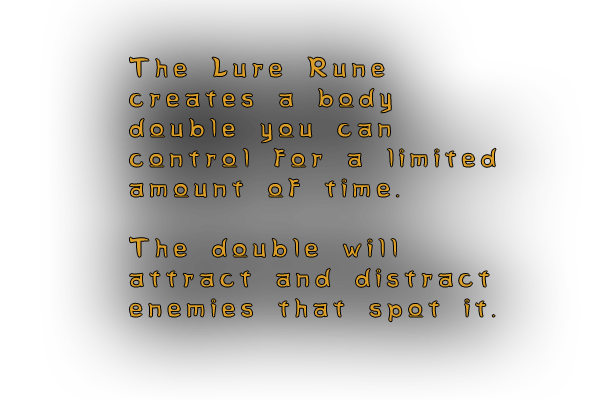 The Lure Rune
creates a body
double you can
control for a limited
amount of time.
The double will
attract and distract
enemies that spot it.